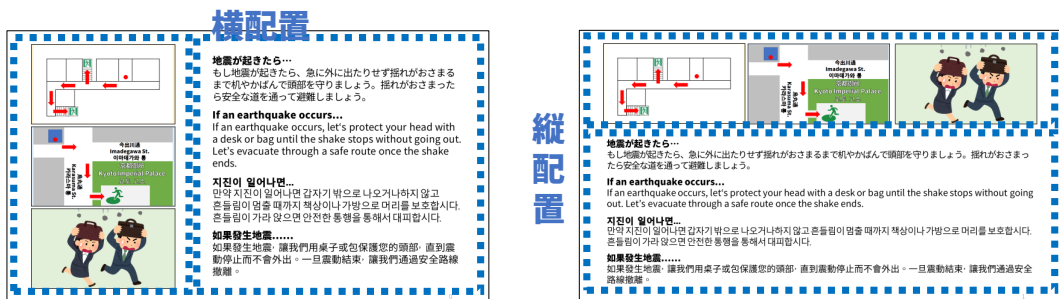 横配置
今出川通
Imadegawa St.
이마데가와 통
Karasuma St.
Kyoto Imperial Palace
地震が起きたら…
もし地震が起きたら、急に外に出たりせず揺れがおさまる
まで机やかばんで頭部を守りましょう。揺れがおさまった
ら安全な道を通って避難しましょう。
If an earthquake occurs...
If an earthquake occurs, let's protect your head with
a desk or bag until the shake stops without going out.
Let's evacuate through a safe route once the shake
ends.
지진이 일어나면...
만약 지진이 일어나면 갑자기 밖으로 나오거나하지 않고
흔들림이 멈출 때까지 책상이나 가방으로 머리를 보호합시다.
흔들림이 가라 않으면 안전한 통행을 통해서 대피합시다.
如果發生地震......
如果發生地震，讓我們用桌子或包保護您的頭部，直到震
動停止而不會外出。一旦震動結束，讓我們通過安全路線
撤離。
縦配置
今出川通
Imadegawa St.
이마데가와 통
Karasuma St.
Kyoto Imperial Palace
地震が起きたら…
もし地震が起きたら、急に外に出たりせず揺れがおさまるまで机やかばんで頭部を守りましょう。揺れがおさまっ
たら安全な道を通って避難しましょう。
If an earthquake occurs...
If an earthquake occurs, let's protect your head with a desk or bag until the shake stops without going
out. Let's evacuate through a safe route once the shake ends.
지진이 일어나면...
만약 지진이 일어나면 갑자기 밖으로 나오거나하지 않고 흔들림이 멈출 때까지 책상이나 가방으로 머리를 보호합시다.
흔들림이 가라 않으면 안전한 통행을 통해서 대피합시다.
如果發生地震......
如果發生地震，讓我們用桌子或包保護您的頭部，直到震動停止而不會外出。一旦震動結束，讓我們通過安全
路線撤離。